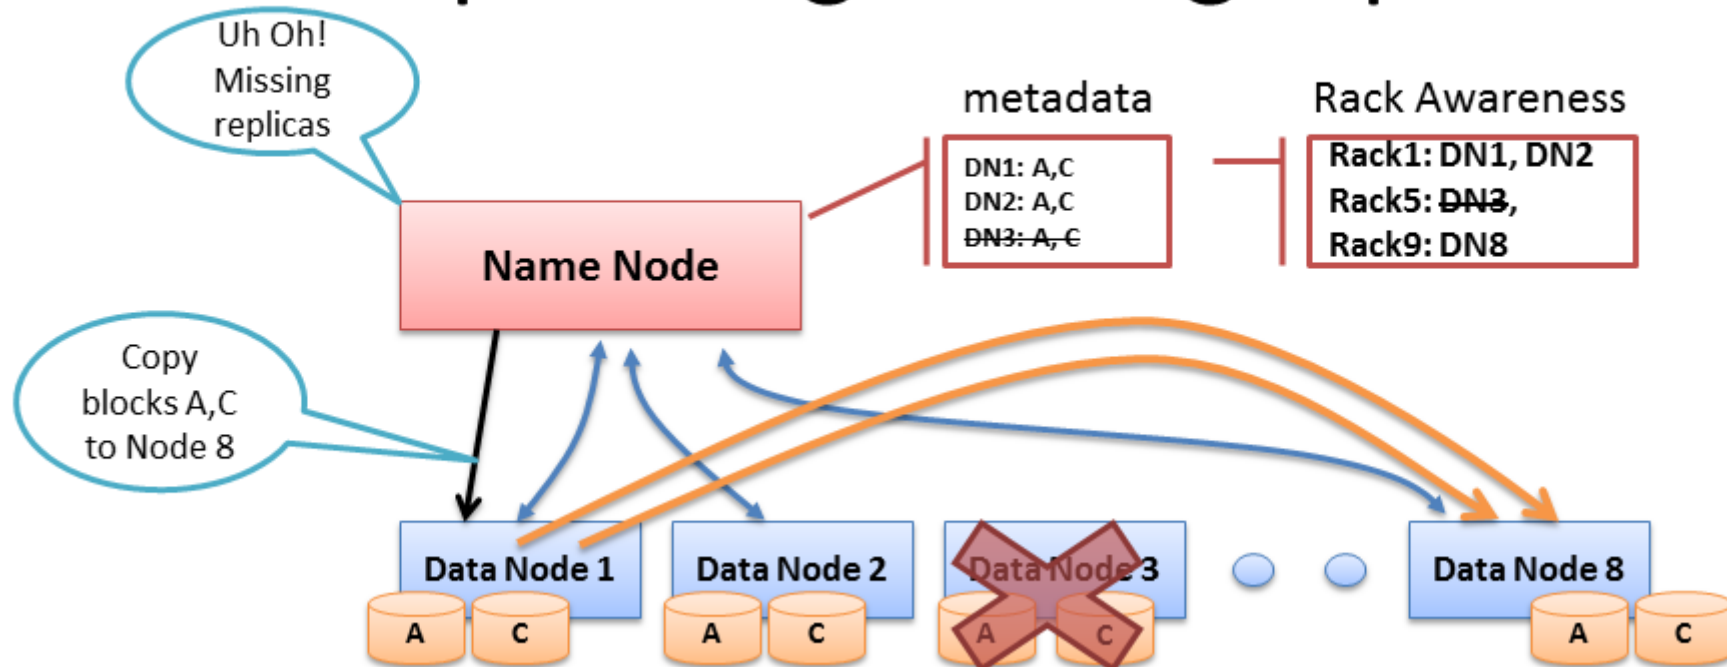 Uh Oh!
Missing
replicas
metadata
DN1: A,C
DN2: A,C
DN3: A, C
Rack Awareness
Rack1: DN1, DN2
Rack5: DN3,
Rack9: DN8
Name Node
Copy
blocks A,C
to Node 8
Data Node 1
Data Node 2
Data Node 3
Data Node 8
A
C
A
C
A
C
A
C